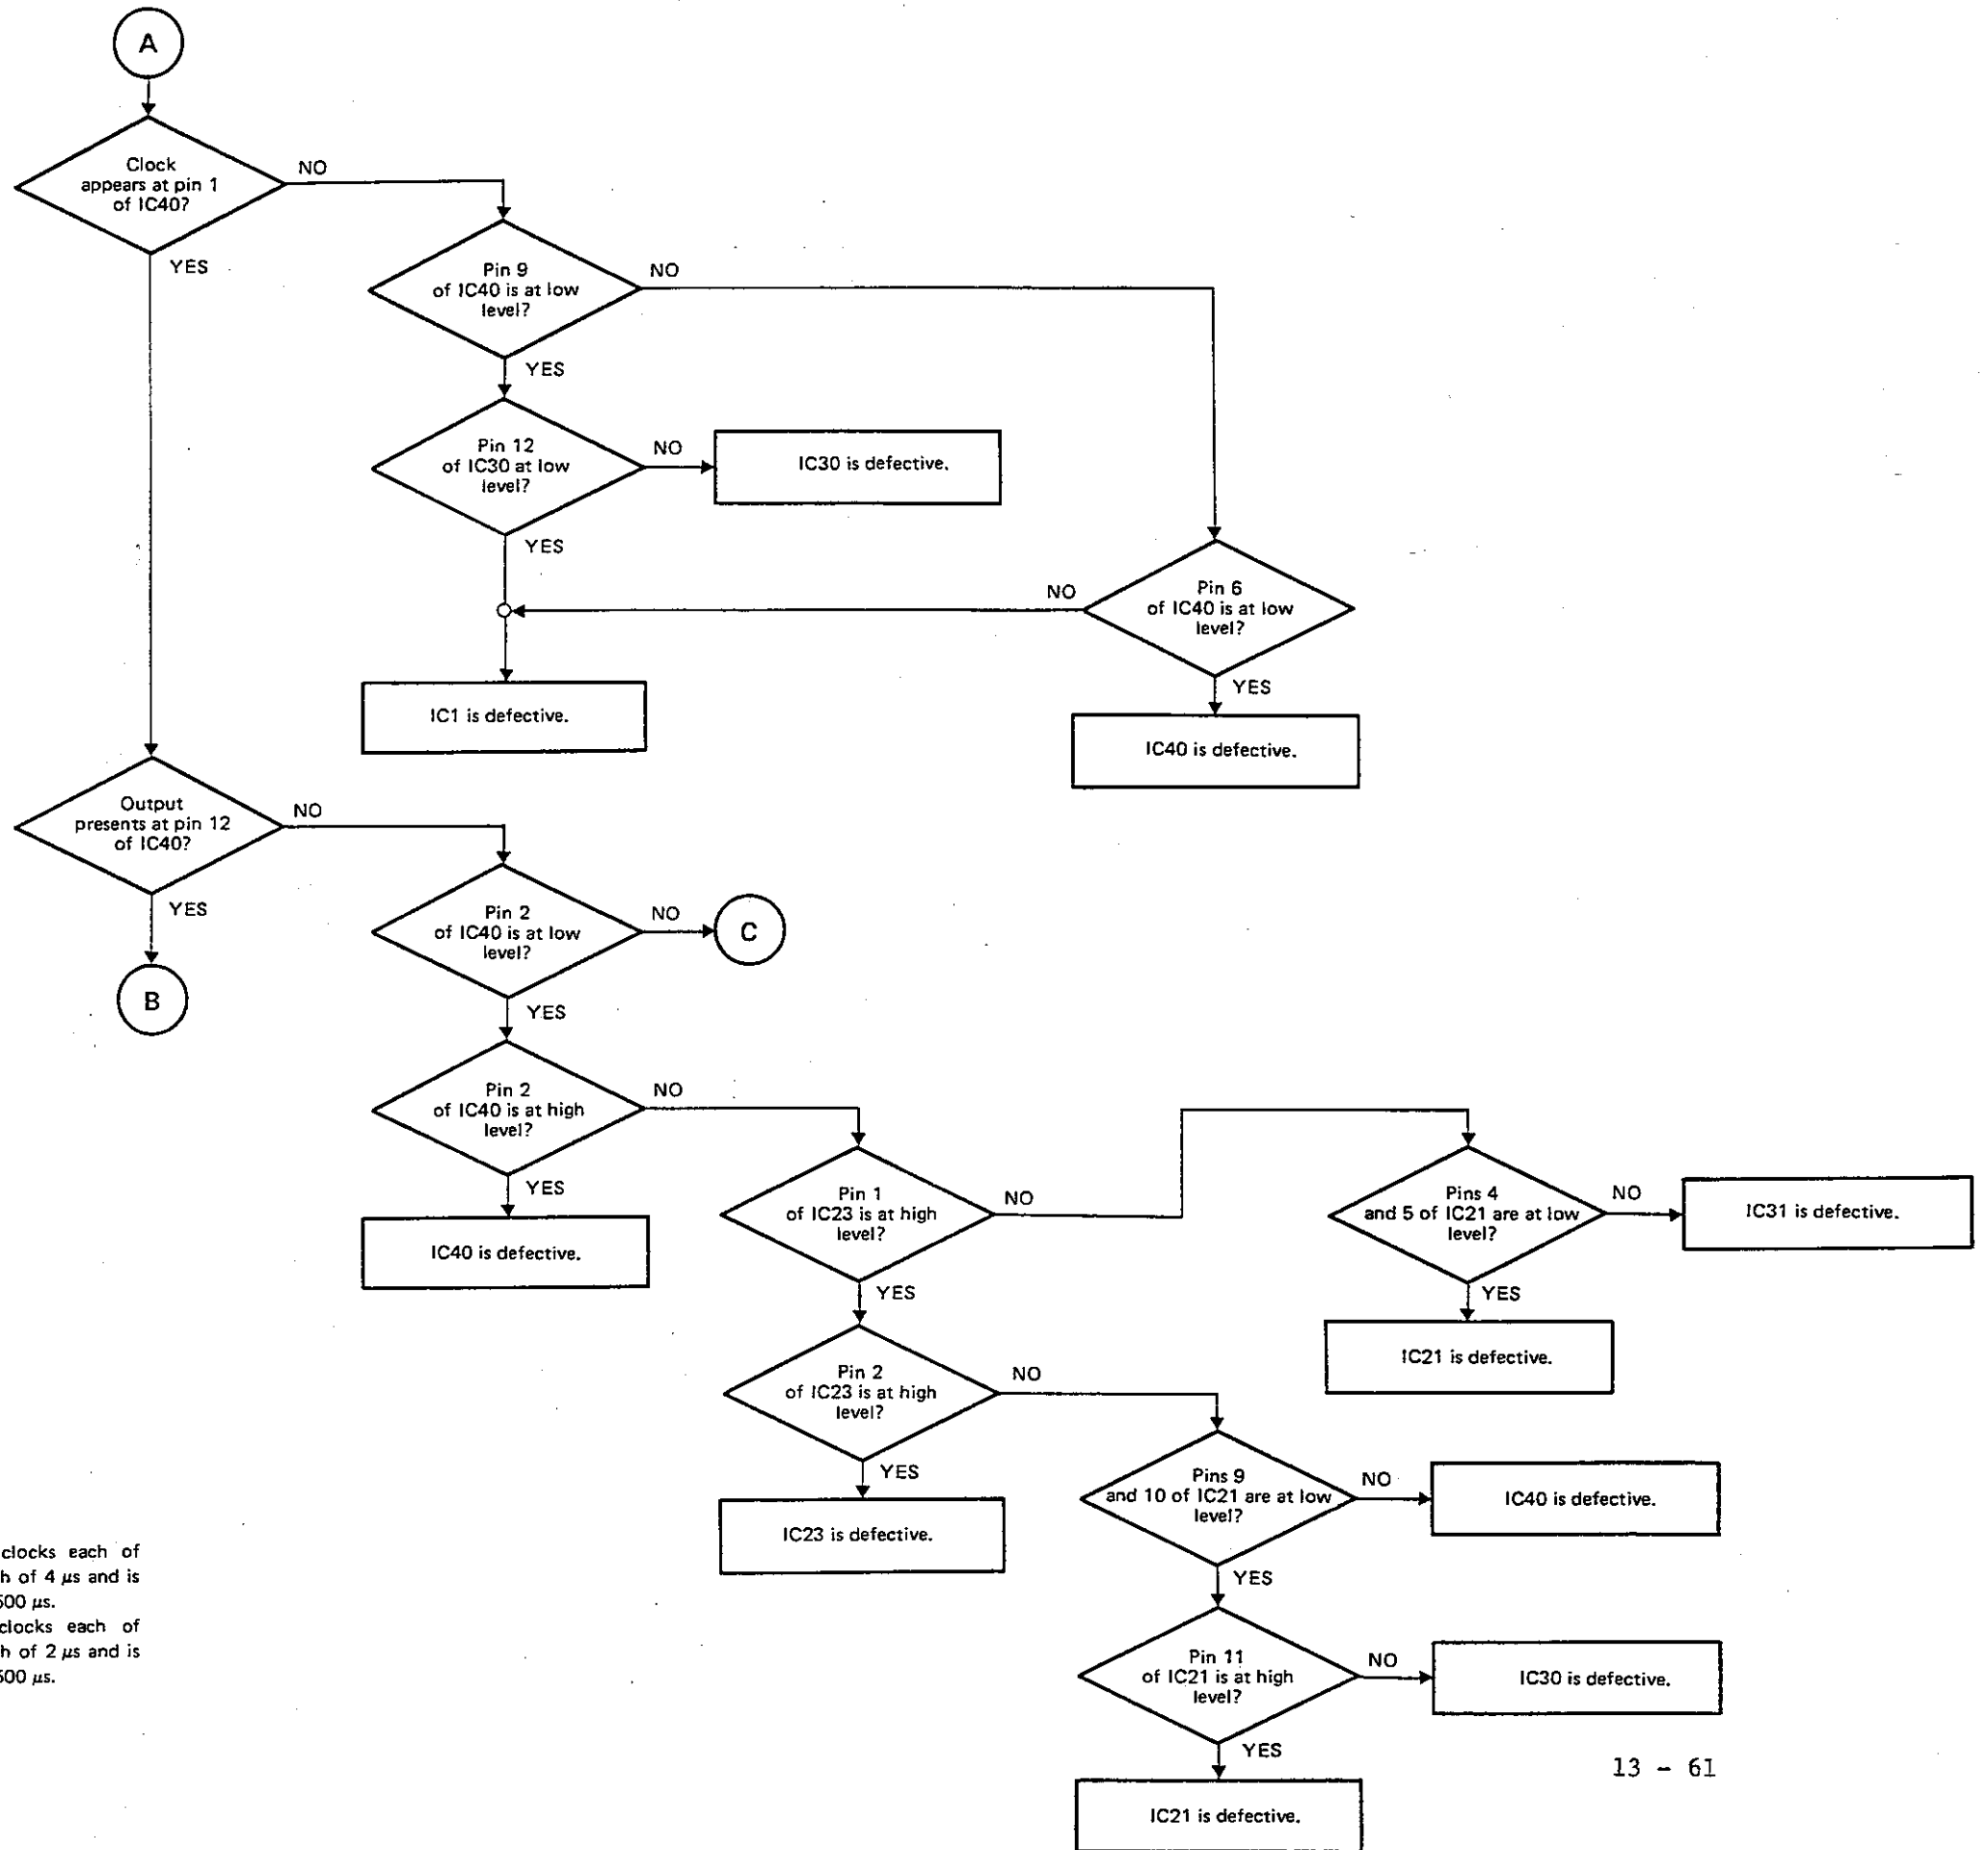 A
Clock
appears at pin 1
of IC40?
NO
YES
Pin 9
of IC40 is at low
level?
NO
YES
Pin 12
of IC30 at low
level?
NO
IC30 is defective.
YES
Pin 6
of IC40 is at low
level?
NO
YES
IC1 is defective.
IC40 is defective.
Output
presents at pin 12
of IC40?
NO
YES
B
Pin 2
of IC40 is at low
level?
NO
C
YES
Pin 2
of IC40 is at high
level?
NO
YES
IC40 is defective.
Pin 1
of IC23 is at high
level?
NO
YES
Pins 4
and 5 of IC21 are at low
level?
NO
IC31 is defective.
YES
IC21 is defective.
Pin 2
of IC23 is at high
level?
NO
YES
IC23 is defective.
Pins 9
and 10 of IC21 are at low
level?
NO
IC40 is defective.
YES
Pin 11
of IC21 is at high
level?
NO
IC30 is defective.
YES
IC21 is defective.
clocks each of
h of 4 µs and is
500 µs.
clocks each of
h of 2 µs and is
500 µs.
13 - 61